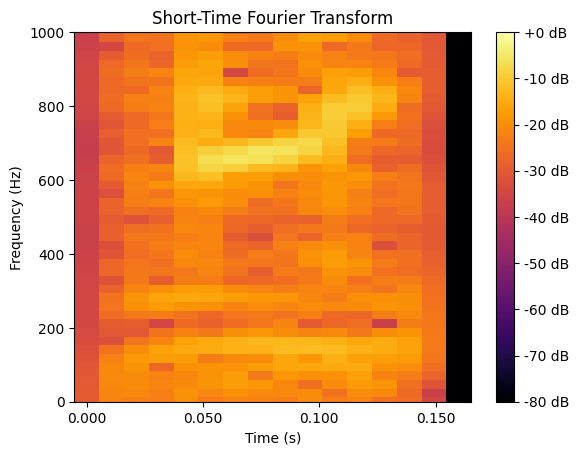 Short-Time Fourier Transform
Frequency (Hz)
1000
800
600
400
200
0
0.000 0.050 0.100 0.150
Time (s)
+0 dB
-10 dB
-20 dB
-30 dB
-40 dB
-50 dB
-60 dB
-70 dB
-80 dB